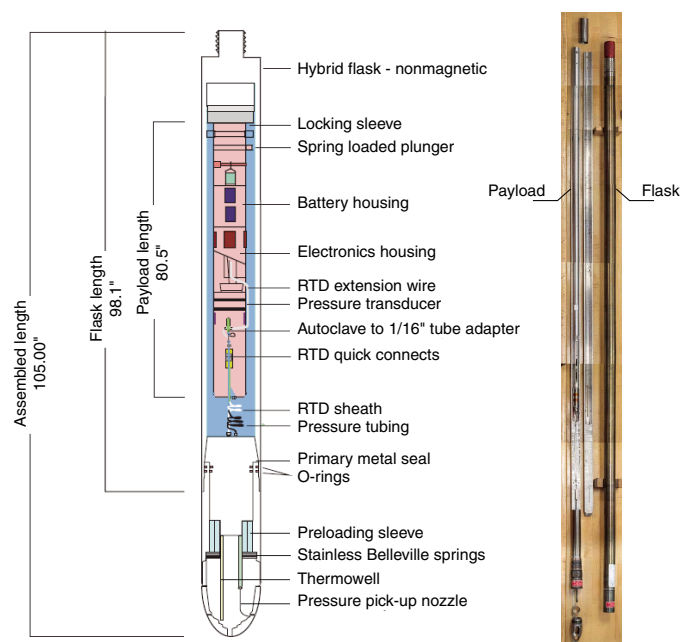 Hybrid flask - nonmagnetic
Locking sleeve
Spring loaded plunger
Battery housing
Electronics housing
RTD extension wire
Pressure transducer
Autoclave to 1/16" tube adapter
RTD quick connects
RTD sheath
Pressure tubing
Primary metal seal
O-rings
Preloading sleeve
Stainless Belleville springs
Thermowell
Pressure pick-up nozzle
Assembled length
105.00"
Flask length
98.1"
Payload length
80.5"
Payload
Flask